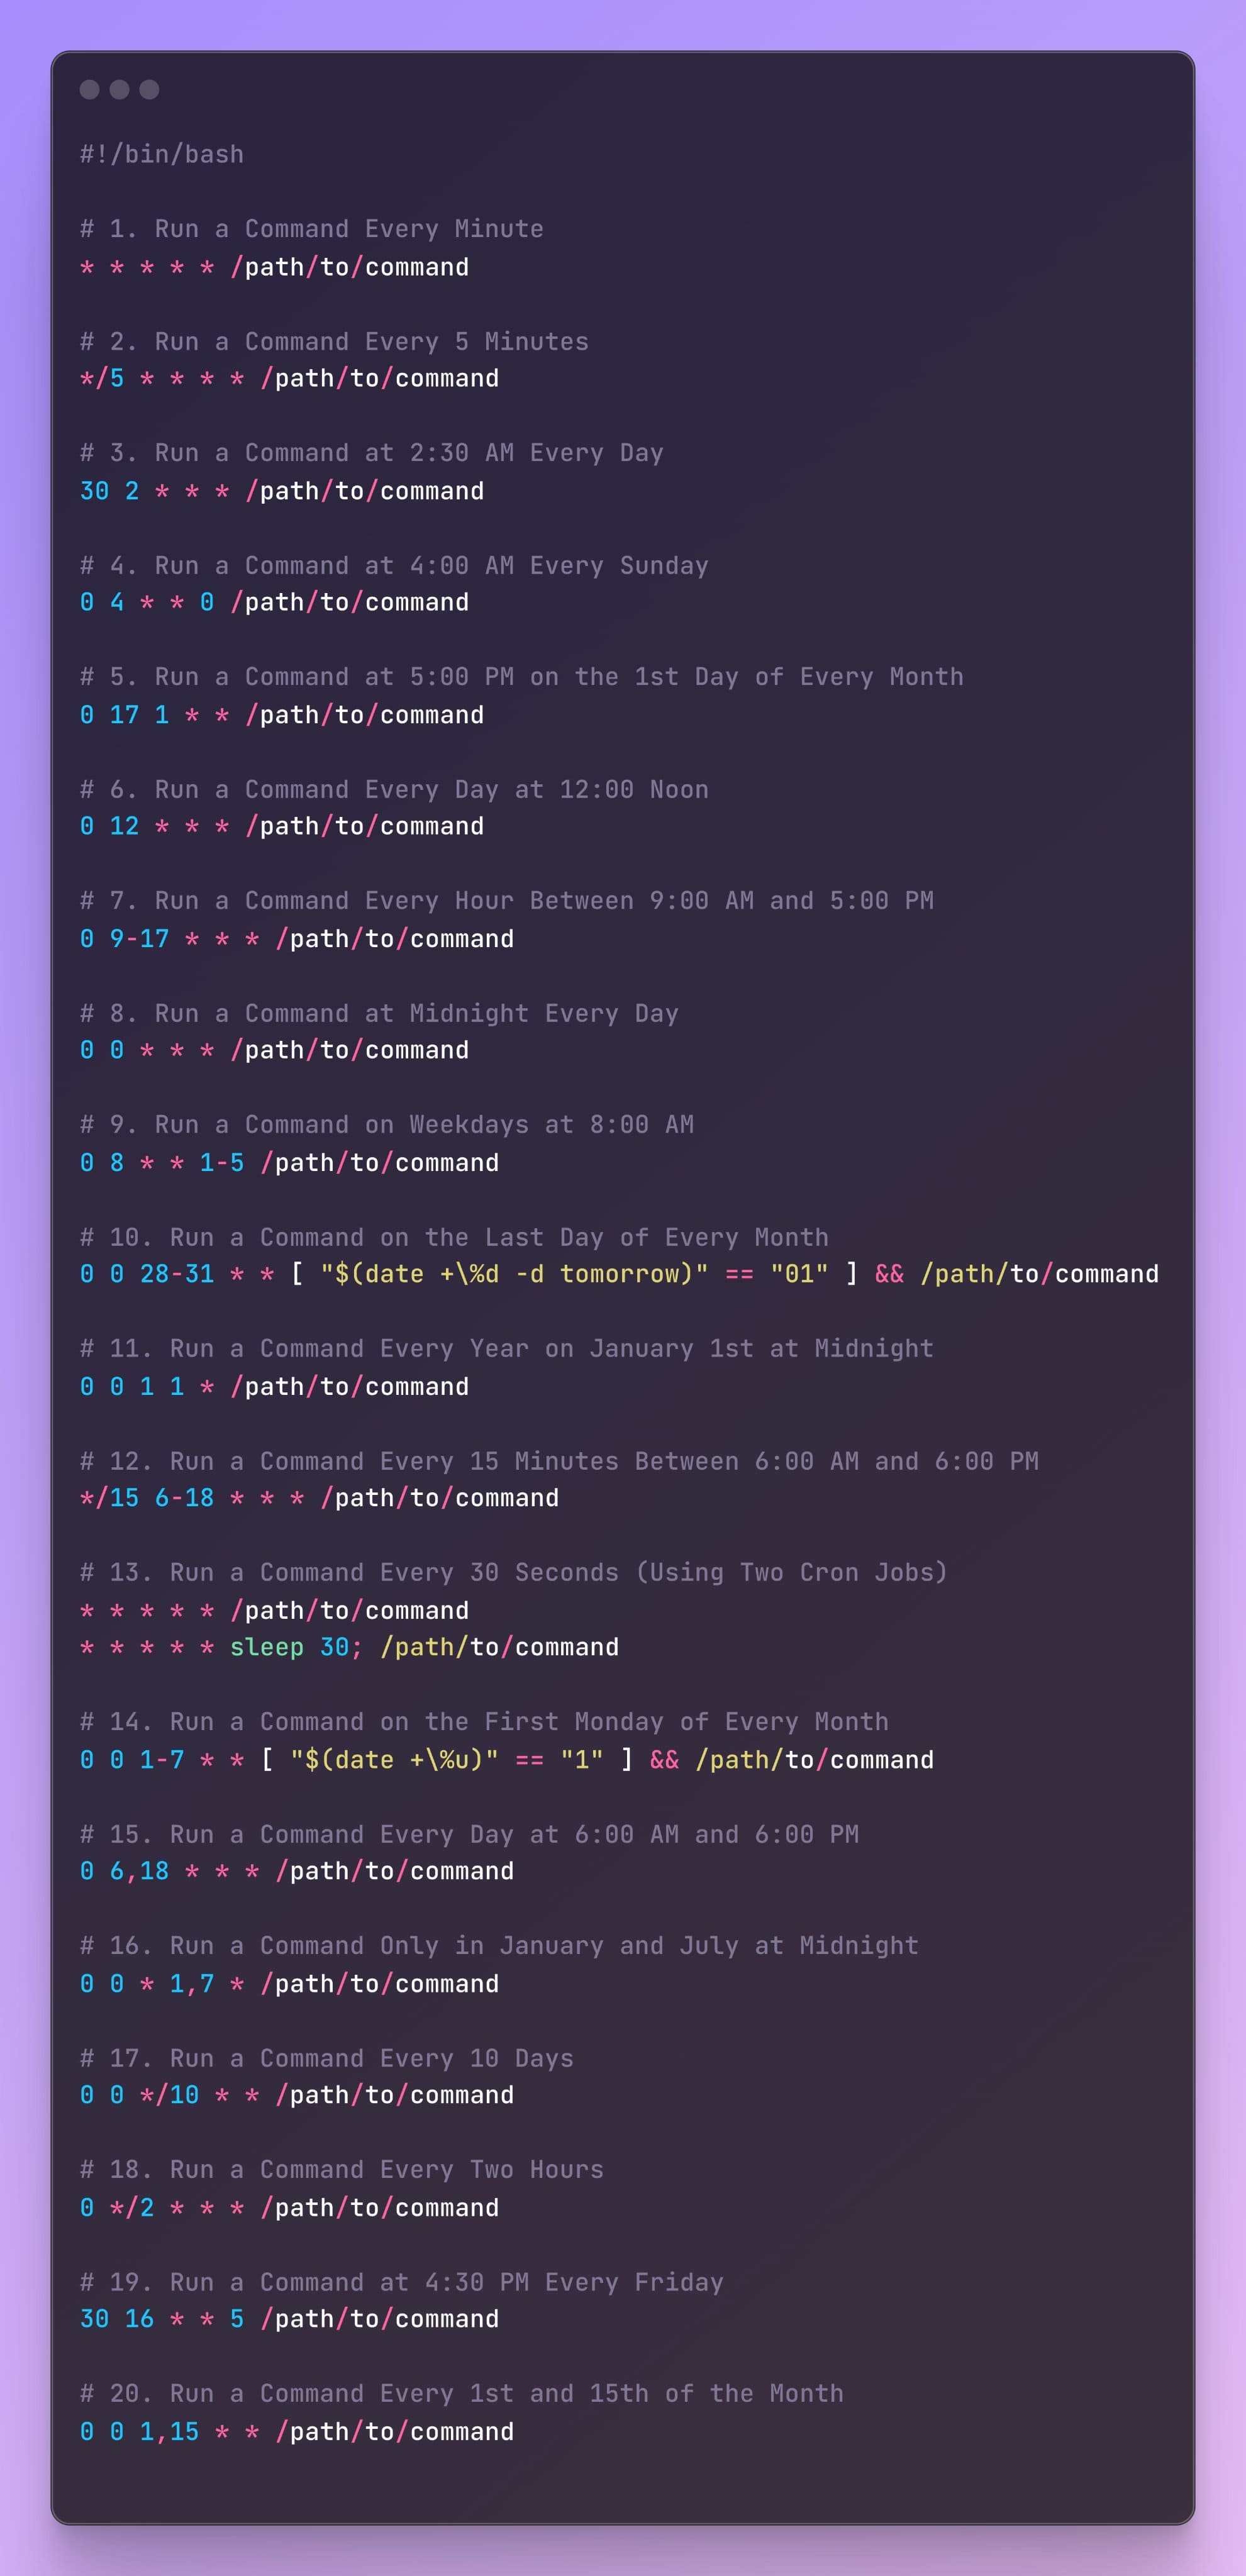 #!/bin/bash

# 1. Run a Command Every Minute
* * * * * /path/to/command

# 2. Run a Command Every 5 Minutes
*/5 * * * * /path/to/command

# 3. Run a Command at 2:30 AM Every Day
30 2 * * * /path/to/command

# 4. Run a Command at 4:00 AM Every Sunday
0 4 * * 0 /path/to/command

# 5. Run a Command at 5:00 PM on the 1st Day of Every Month
0 17 1 * * /path/to/command

# 6. Run a Command Every Day at 12:00 Noon
0 12 * * * /path/to/command

# 7. Run a Command Every Hour Between 9:00 AM and 5:00 PM
0 9-17 * * * /path/to/command

# 8. Run a Command at Midnight Every Day
0 0 * * * /path/to/command

# 9. Run a Command on Weekdays at 8:00 AM
0 8 * * 1-5 /path/to/command

# 10. Run a Command on the Last Day of Every Month
0 0 28-31 * * [ "$(date +\%d -d tomorrow)" == "01" ] && /path/to/command

# 11. Run a Command Every Year on January 1st at Midnight
0 0 1 1 * /path/to/command

# 12. Run a Command Every 15 Minutes Between 6:00 AM and 6:00 PM
*/15 6-18 * * * /path/to/command

# 13. Run a Command Every 30 Seconds (Using Two Cron Jobs)
* * * * * /path/to/command
* * * * * sleep 30; /path/to/command

# 14. Run a Command on the First Monday of Every Month
0 0 1-7 * * [ "$(date +\%u)" == "1" ] && /path/to/command

# 15. Run a Command Every Day at 6:00 AM and 6:00 PM
0 6,18 * * * /path/to/command

# 16. Run a Command Only in January and July at Midnight
0 0 * 1,7 * /path/to/command

# 17. Run a Command Every 10 Days
0 0 */10 * * /path/to/command

# 18. Run a Command Every Two Hours
0 */2 * * * /path/to/command

# 19. Run a Command at 4:30 PM Every Friday
30 16 * * 5 /path/to/command

# 20. Run a Command Every 1st and 15th of the Month
0 0 1,15 * * /path/to/command